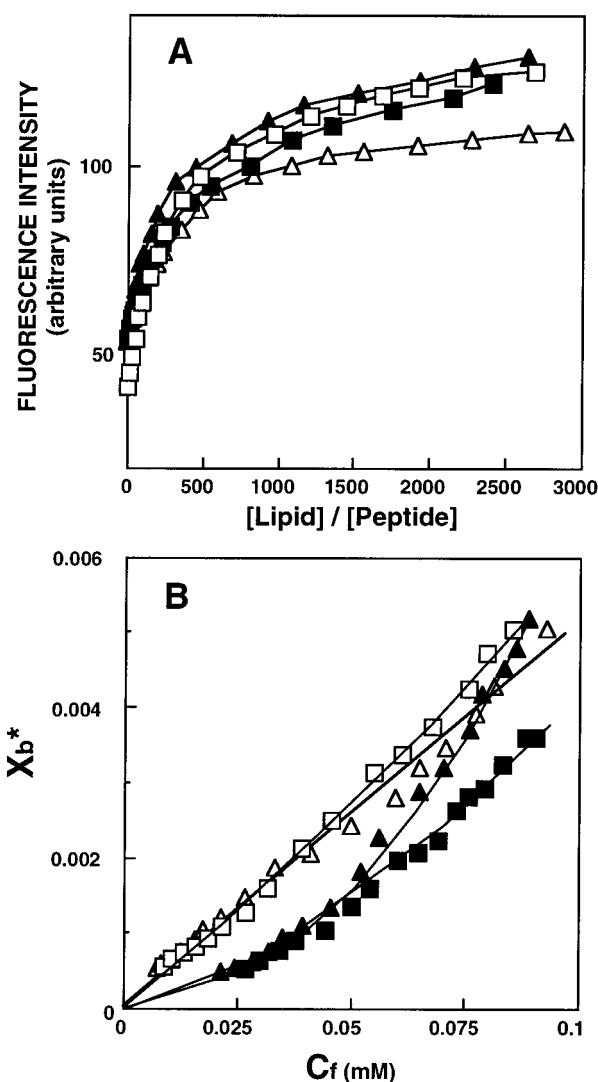 A
FLUORESCENCE INTENSITY
(arbitrary units)
100
50
0 500 1000 1500 2000 2500 3000
[Lipid] / [Peptide]
B
0.006
0.004
0.002
0
Xb*
0 0.025 0.05 0.075 0.1
Cf (mM)